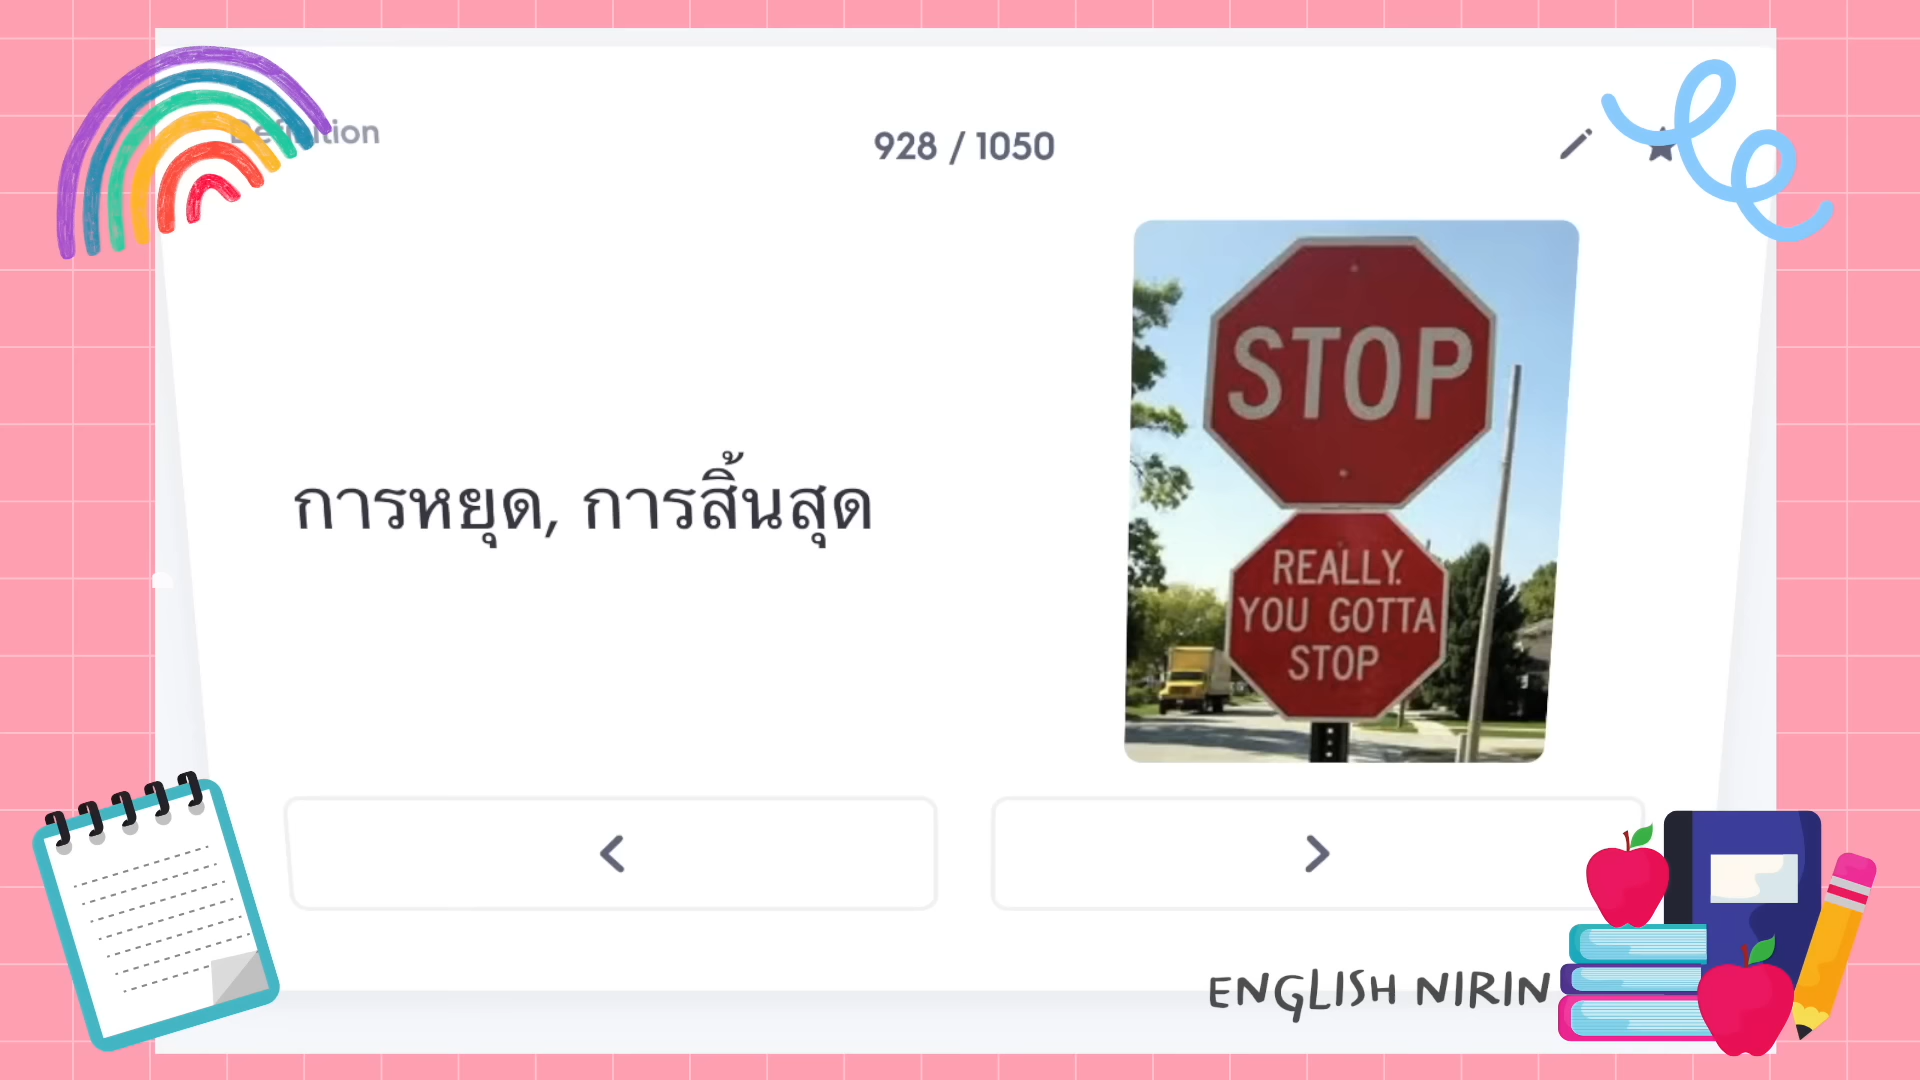 Definition
928 / 1050
การหยุด, การสิ้นสุด
STOP
REALLY.
YOU GOTTA
STOP
ENGLISH NIRIN